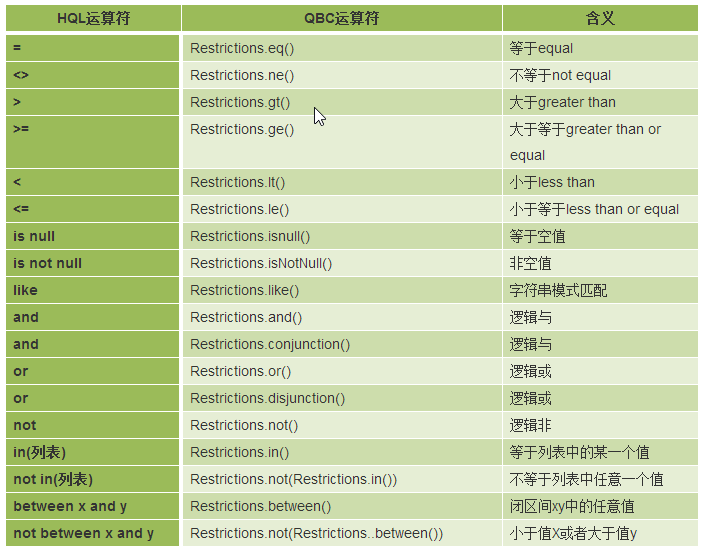 HQL运算符 QBC运算符 含义
= Restrictions.eq() 等于equal
<> Restrictions.ne() 不等于not equal
> Restrictions.gt() 大于greater than
>= Restrictions.ge() 大于等于greater than or
equal
< Restrictions.lt() 小于less than
<= Restrictions.le() 小于等于less than or equal
is null Restrictions.isnull() 等于空值
is not null Restrictions.isNotNull() 非空值
like Restrictions.like() 字符串模式匹配
and Restrictions.and() 逻辑与
and Restrictions.conjunction() 逻辑与
or Restrictions.or() 逻辑或
or Restrictions.disjunction() 逻辑或
not Restrictions.not() 逻辑非
in(列表) Restrictions.in() 等于列表中的某一个值
not in(列表) Restrictions.not(Restrictions.in()) 不等于列表中任意一个值
between x and y Restrictions.between() 闭区间xy中的任意值
not between x and y Restrictions.not(Restrictions..between()) 小于值X或者大于值y